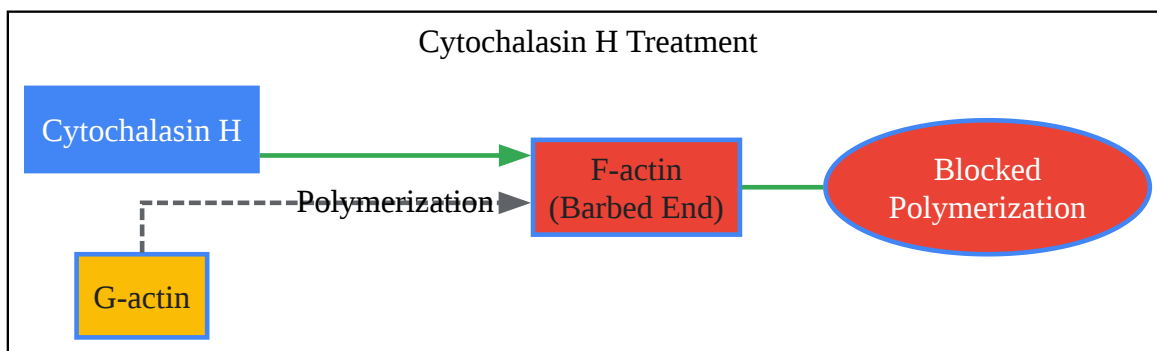 Cytochalasin H Treatment
Cytochalasin H
Polymerization
G-actin
F-actin
(Barbed End)
Blocked
Polymerization